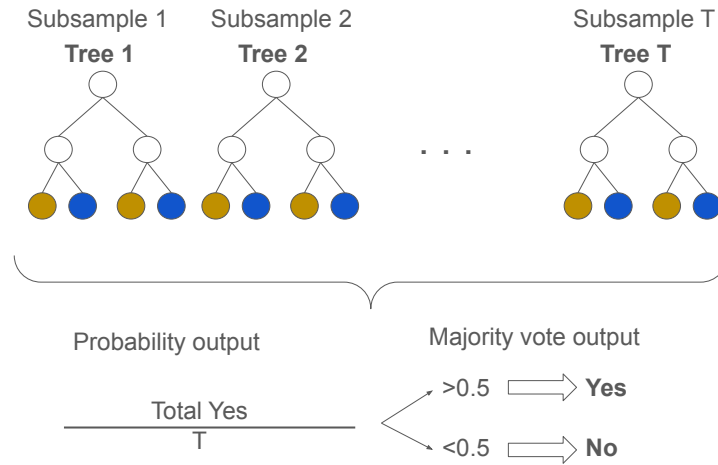 Subsample 1
Subsample 2
Subsample T
Tree 1
Tree 2
Tree T
. . .
Probability output
Majority vote output
Total Yes
T
>0.5
Yes
<0.5
No